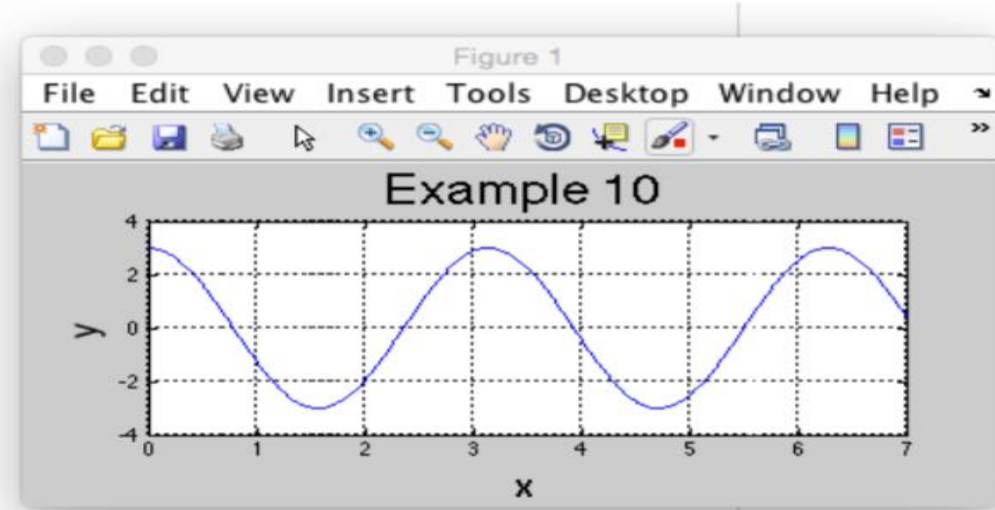 Figure 1
File Edit View Insert Tools Desktop Window Help
Example 10
4
2
0
-2
-4
y
0 1 2 3 4 5 6 7
x